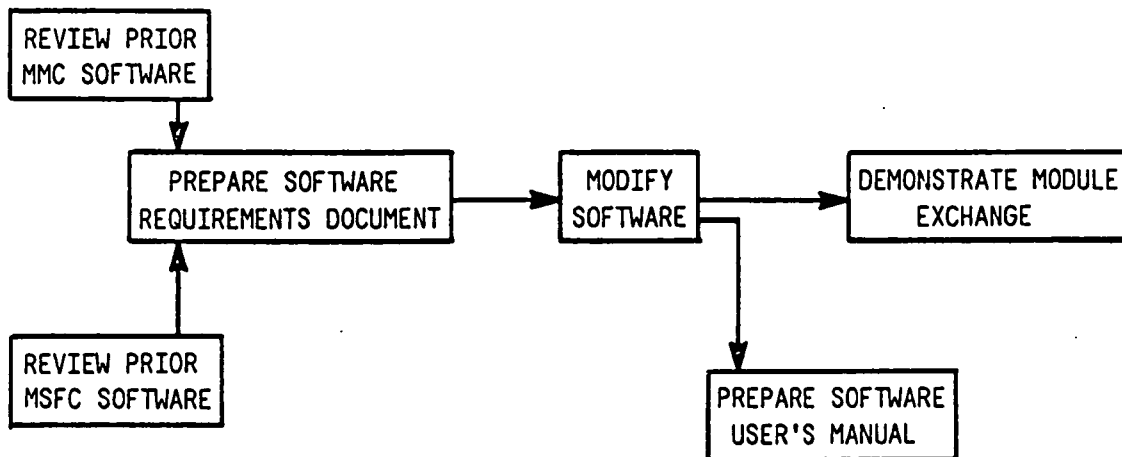 REVIEW PRIOR
MMC SOFTWARE
PREPARE SOFTWARE
REQUIREMENTS DOCUMENT
MODIFY
SOFTWARE
DEMONSTRATE MODULE
EXCHANGE
REVIEW PRIOR
MSFC SOFTWARE
PREPARE SOFTWARE
USER'S MANUAL